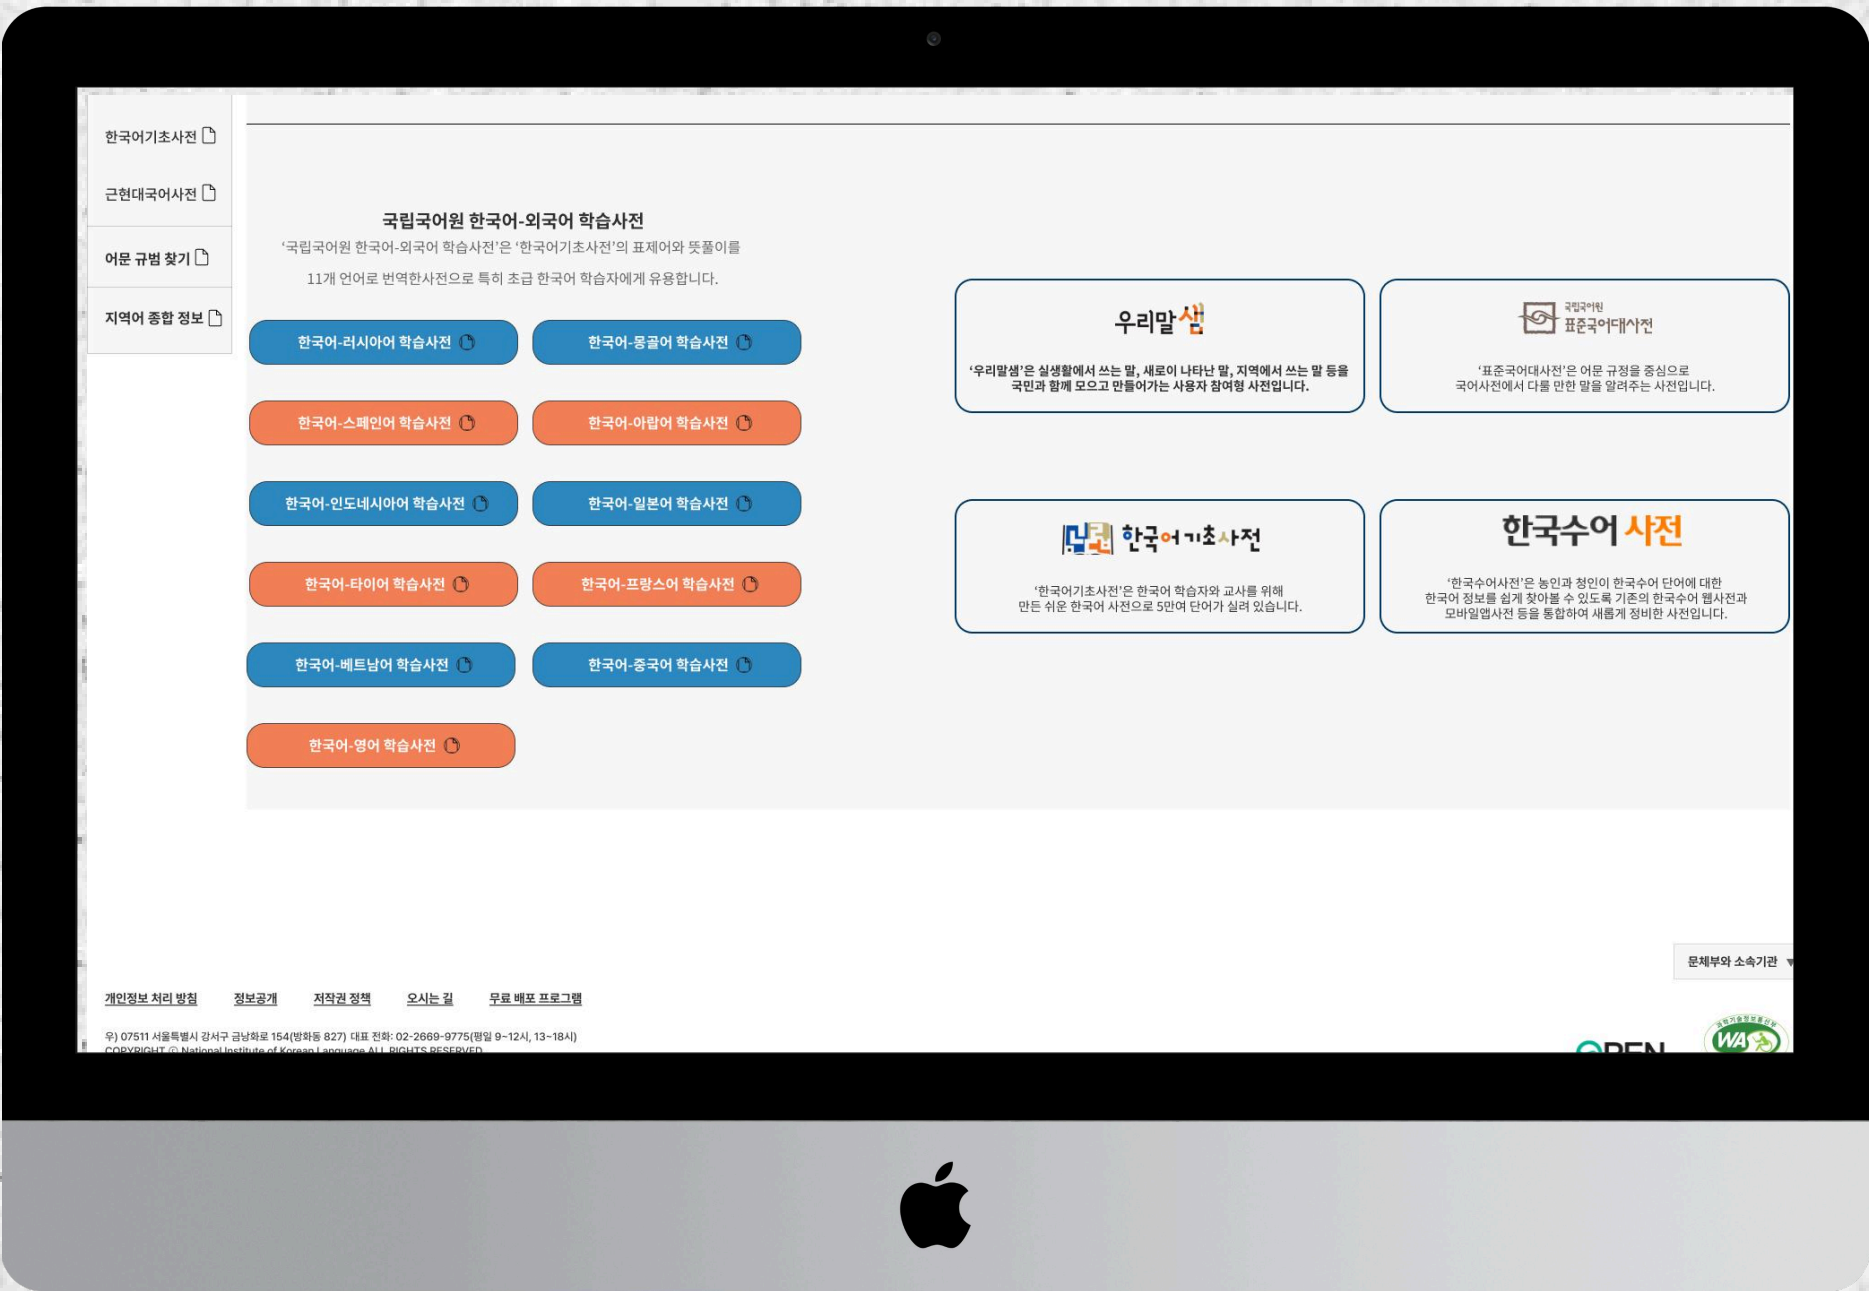 한국어기초사전
근현대국어사전
어문 규범 찾기
지역어 종합 정보
국립국어원 한국어-외국어 학습사전
‘국립국어원 한국어-외국어 학습사전’은 ‘한국어기초사전’의 표제어와 뜻풀이를
11개 언어로 번역한사전으로 특히 초급 한국어 학습자에게 유용합니다.
한국어-러시아어 학습사전
한국어-몽골어 학습사전
한국어-스페인어 학습사전
한국어-아랍어 학습사전
한국어-인도네시아어 학습사전
한국어-일본어 학습사전
한국어-타이어 학습사전
한국어-프랑스어 학습사전
한국어-베트남어 학습사전
한국어-중국어 학습사전
한국어-영어 학습사전
우리말샘
‘우리말샘’은 실생활에서 쓰는 말, 새로이 나타난 말, 지역에서 쓰는 말 등을
국민과 함께 모으고 만들어가는 사용자 참여형 사전입니다.
국립국어원
표준국어대사전
‘표준국어대사전’은 어문 규정을 중심으로
국어사전에서 다룰 만한 말을 알려주는 사전입니다.
한국어기초사전
‘한국어기초사전’은 한국어 학습자와 교사를 위해
만든 쉬운 한국어 사전으로 5만여 단어가 실려 있습니다.
한국수어 사전
‘한국수어사전’은 농인과 청인이 한국수어 단어에 대한
한국어 정보를 쉽게 찾아볼 수 있도록 기존의 한국수어 웹사전과
모바일앱사전 등을 통합하여 새롭게 정비한 사전입니다.
문체부와 소속기관 ▼
개인정보 처리 방침 정보공개 저작권 정책 오시는 길 무료 배포 프로그램
우) 07511 서울특별시 강서구 금낭화로 154(방화동 827) 대표 전화: 02-2669-9775(평일 9~12시, 13~18시)
COPYRIGHT ⓒ National Institute of Korean Language ALL RIGHTS RESERVED
OPEN
과학기술정보통신부
WA